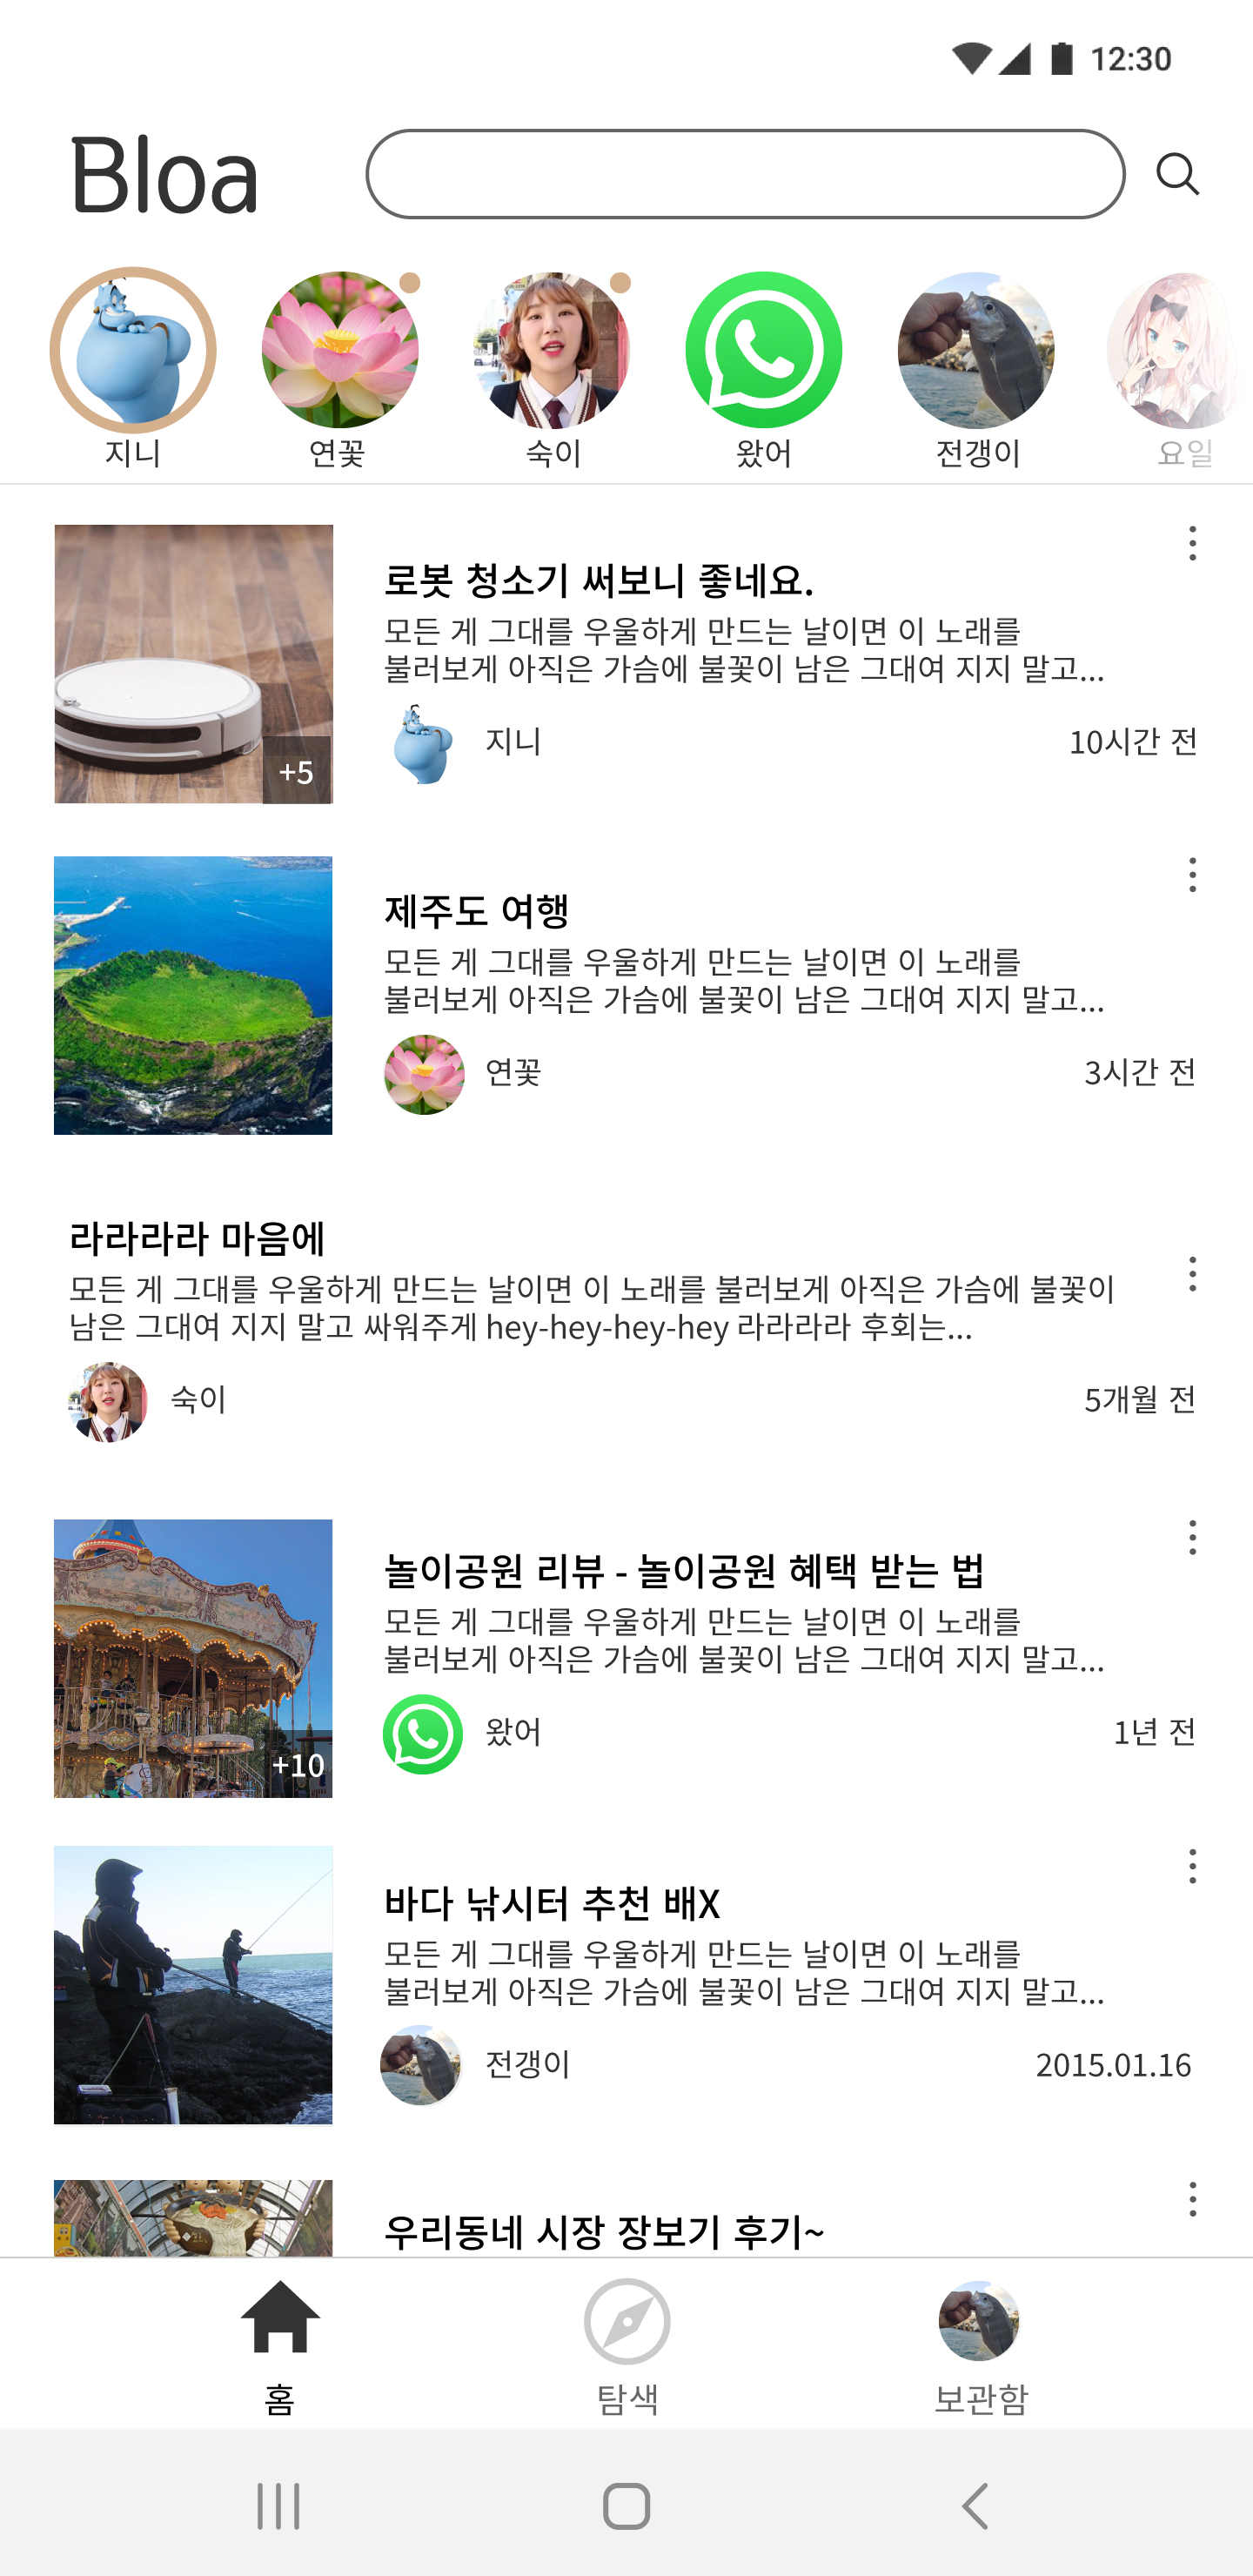 12:30
Bloa
지니
연꽃
숙이
왔어
전갱이
요일
로봇 청소기 써보니 좋네요.
모든 게 그대를 우울하게 만드는 날이면 이 노래를
불러보게 아직은 가슴에 불꽃이 남은 그대여 지지 말고...
+5
지니
10시간 전
제주도 여행
모든 게 그대를 우울하게 만드는 날이면 이 노래를
불러보게 아직은 가슴에 불꽃이 남은 그대여 지지 말고...
연꽃
3시간 전
라라라라 마음에
모든 게 그대를 우울하게 만드는 날이면 이 노래를 불러보게 아직은 가슴에 불꽃이
남은 그대여 지지 말고 싸워주게 hey-hey-hey-hey 라라라라 후회는...
숙이
5개월 전
놀이공원 리뷰 - 놀이공원 혜택 받는 법
모든 게 그대를 우울하게 만드는 날이면 이 노래를
불러보게 아직은 가슴에 불꽃이 남은 그대여 지지 말고...
+10
왔어
1년 전
바다 낚시터 추천 배X
모든 게 그대를 우울하게 만드는 날이면 이 노래를
불러보게 아직은 가슴에 불꽃이 남은 그대여 지지 말고...
전갱이
2015.01.16
우리동네 시장 장보기 후기~
홈
탐색
보관함